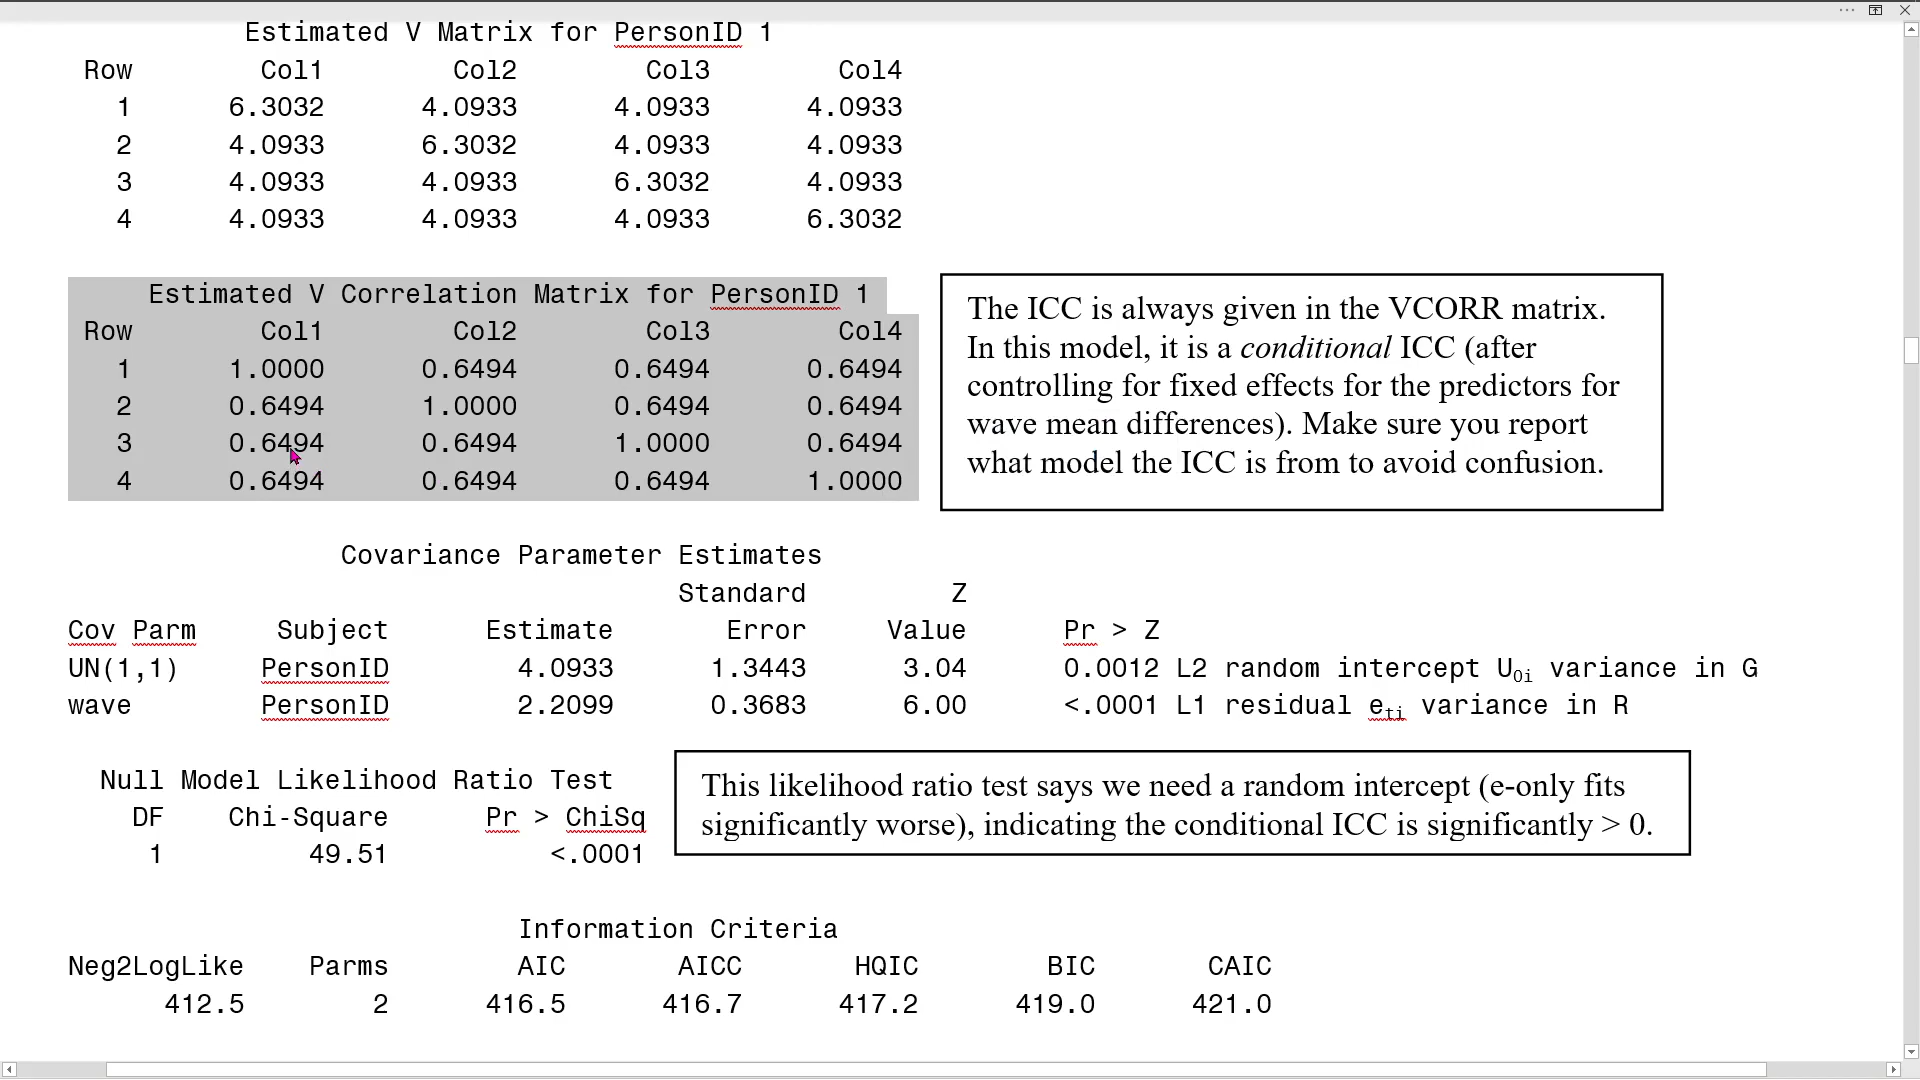 Estimated V Matrix for PersonID 1
Row Col1 Col2 Col3 Col4
1 6.3032 4.0933 4.0933 4.0933
2 4.0933 6.3032 4.0933 4.0933
3 4.0933 4.0933 6.3032 4.0933
4 4.0933 4.0933 4.0933 6.3032
Estimated V Correlation Matrix for PersonID 1
Row Col1 Col2 Col3 Col4
1 1.0000 0.6494 0.6494 0.6494
2 0.6494 1.0000 0.6494 0.6494
3 0.6494 0.6494 1.0000 0.6494
4 0.6494 0.6494 0.6494 1.0000
The ICC is always given in the VCORR matrix.
In this model, it is a conditional ICC (after
controlling for fixed effects for the predictors for
wave mean differences). Make sure you report
what model the ICC is from to avoid confusion.
Covariance Parameter Estimates
Standard Z
Cov Parm Subject Estimate Error Value Pr > Z
UN(1,1) PersonID 4.0933 1.3443 3.04 0.0012 L2 random intercept U0i variance in G
wave PersonID 2.2099 0.3683 6.00 <.0001 L1 residual eti variance in R
Null Model Likelihood Ratio Test
DF Chi-Square Pr > ChiSq
1 49.51 <.0001
This likelihood ratio test says we need a random intercept (e-only fits
significantly worse), indicating the conditional ICC is significantly > 0.
Information Criteria
Neg2LogLike Parms AIC AICC HQIC BIC CAIC
412.5 2 416.5 416.7 417.2 419.0 421.0